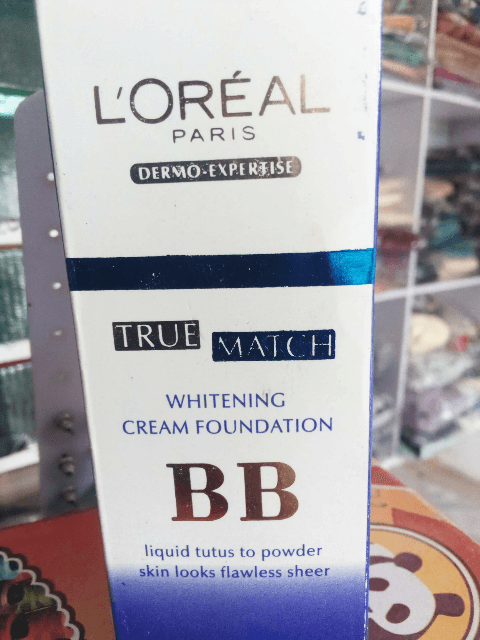 L'ORÉAL
PARIS
DERMO-EXPERTISE
TRUE MATCH
WHITENING
CREAM FOUNDATION
BB
liquid tutus to powder
skin looks flawless sheer